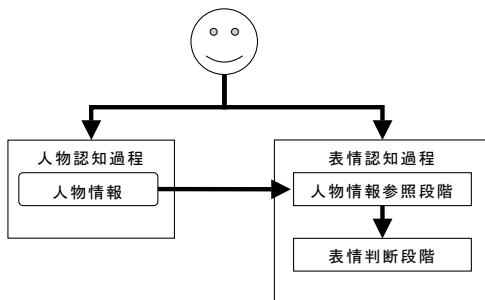 人物認知過程
人物情報
表情認知過程
人物情報参照段階
表情判断段階